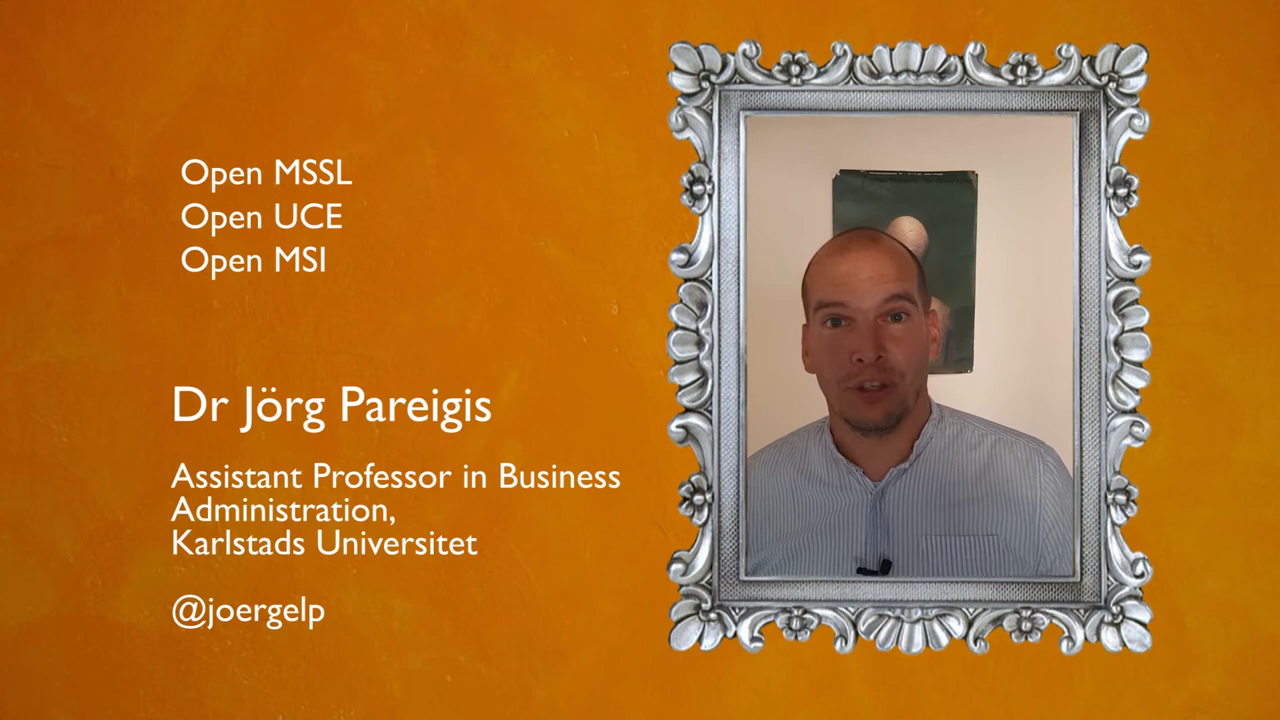 Open MSSL
Open UCE
Open MSI
Dr Jörg Pareigis
Assistant Professor in Business
Administration,
Karlstads Universitet
@joergelp